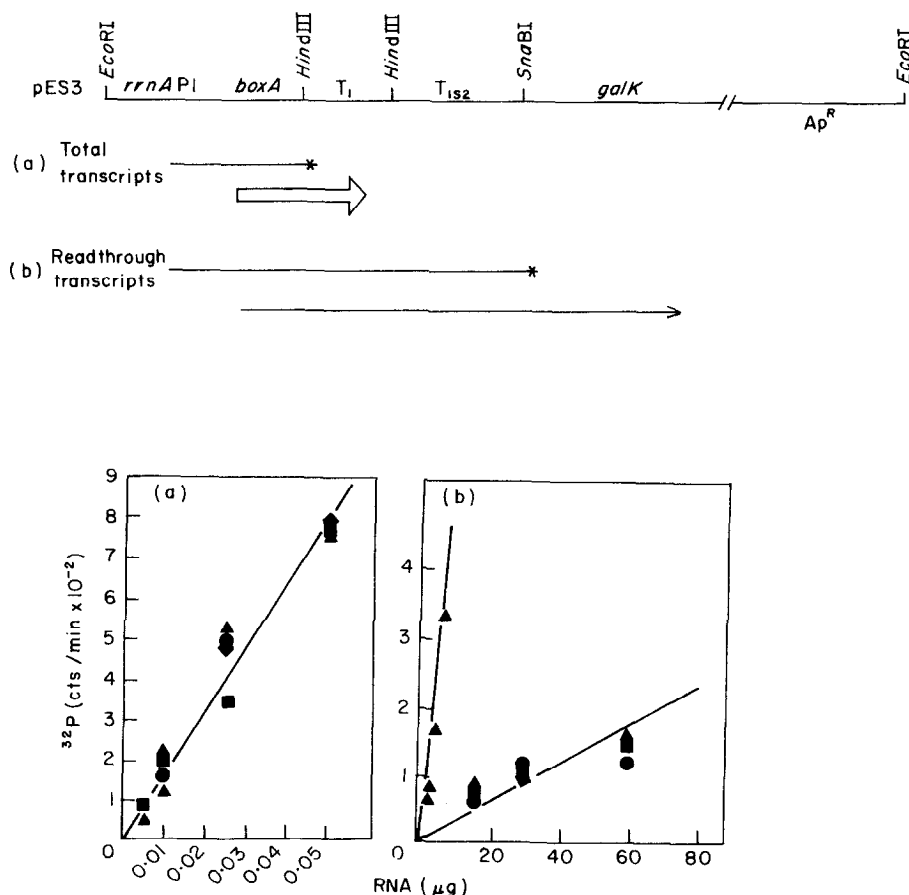 EcoRI HindIII HindIII SnaBI EcoRI
pES3 rrnA PI boxA T₁ T₁S₂ galK
Ap^R
(a) Total
transcripts
*
(b) Readthrough
transcripts
*
9 (a) (b)
8
7
6
5
4
3
2
1
0
0·01 0·02 0·03 0·04 0·05
4
3
2
1
0 20 40 60 80
³²P (cts/min x10⁻²)
RNA (μg)